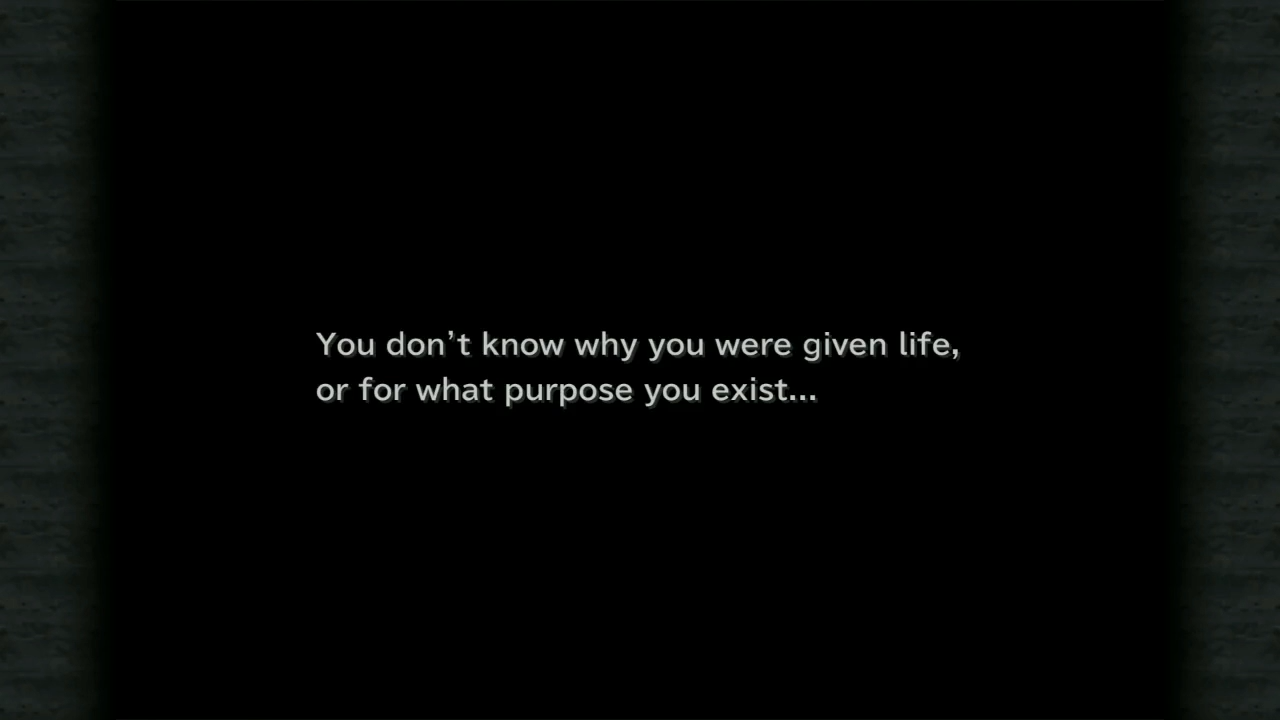 You don’t know why you were given life,
or for what purpose you exist...